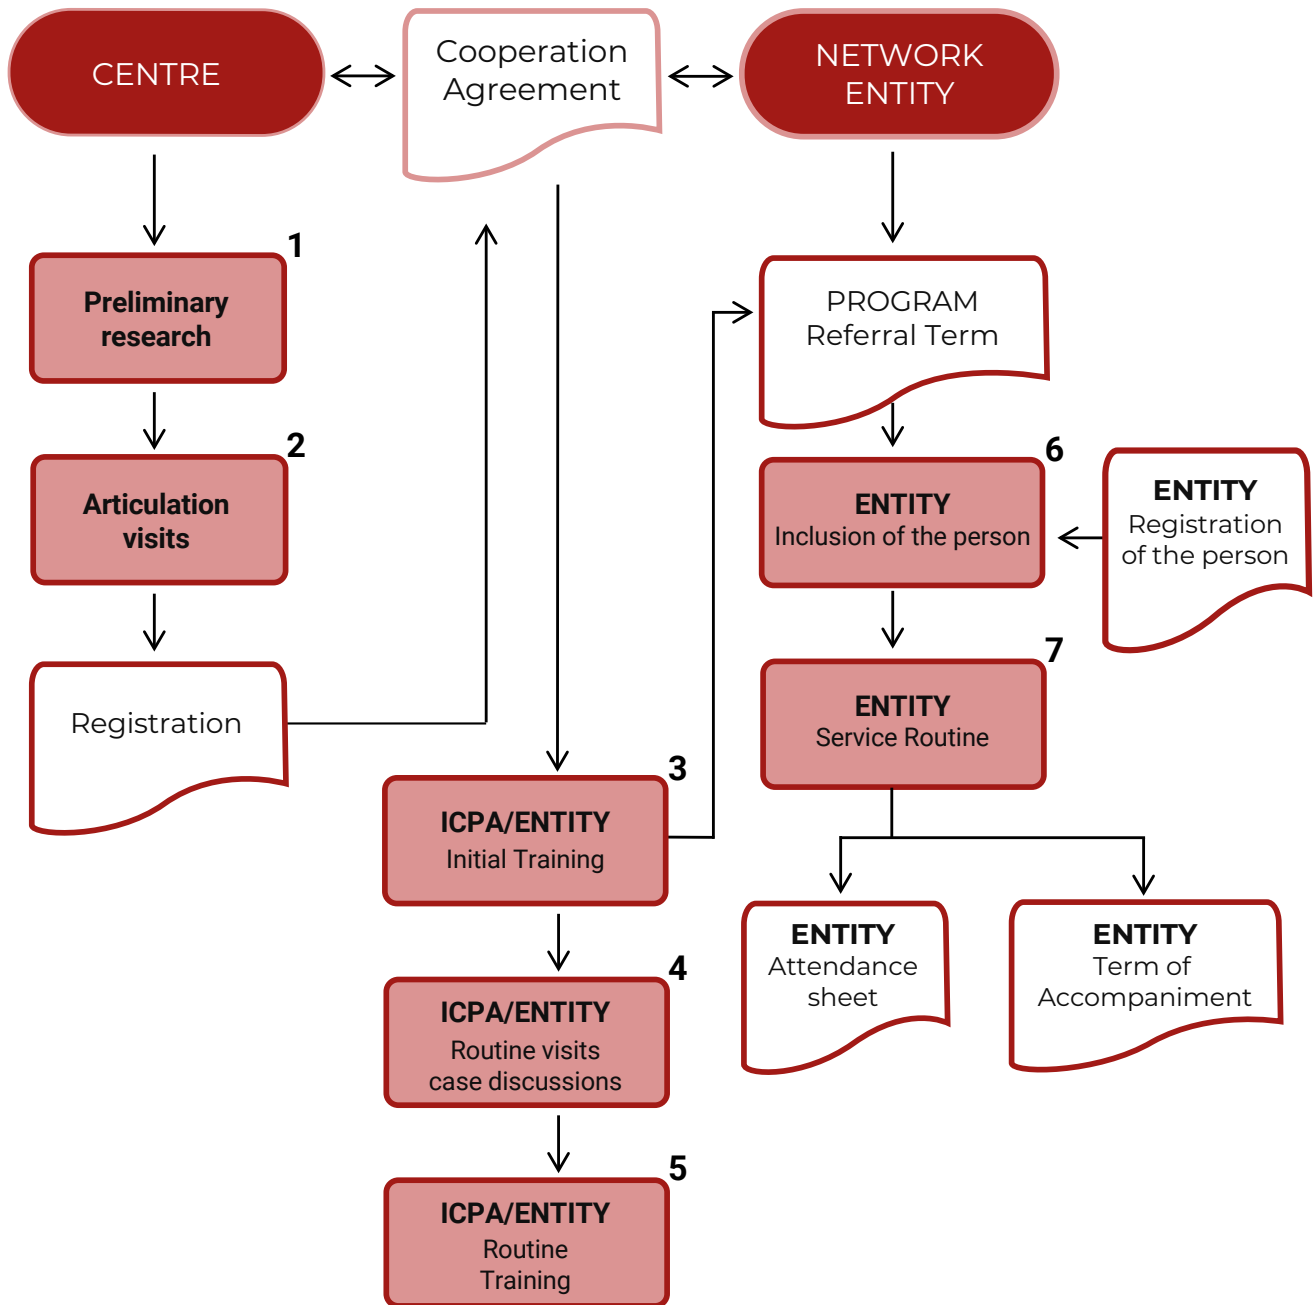 CENTRE
Cooperation
Agreement
NETWORK
ENTITY
1
Preliminary
research
2
Articulation
visits
Registration
3
ICPA/ENTITY
Initial Training
4
ICPA/ENTITY
Routine visits
case discussions
5
ICPA/ENTITY
Routine
Training
PROGRAM
Referral Term
6
ENTITY
Inclusion of the person
ENTITY
Registration
of the person
7
ENTITY
Service Routine
ENTITY
Attendance
sheet
ENTITY
Term of
Accompaniment